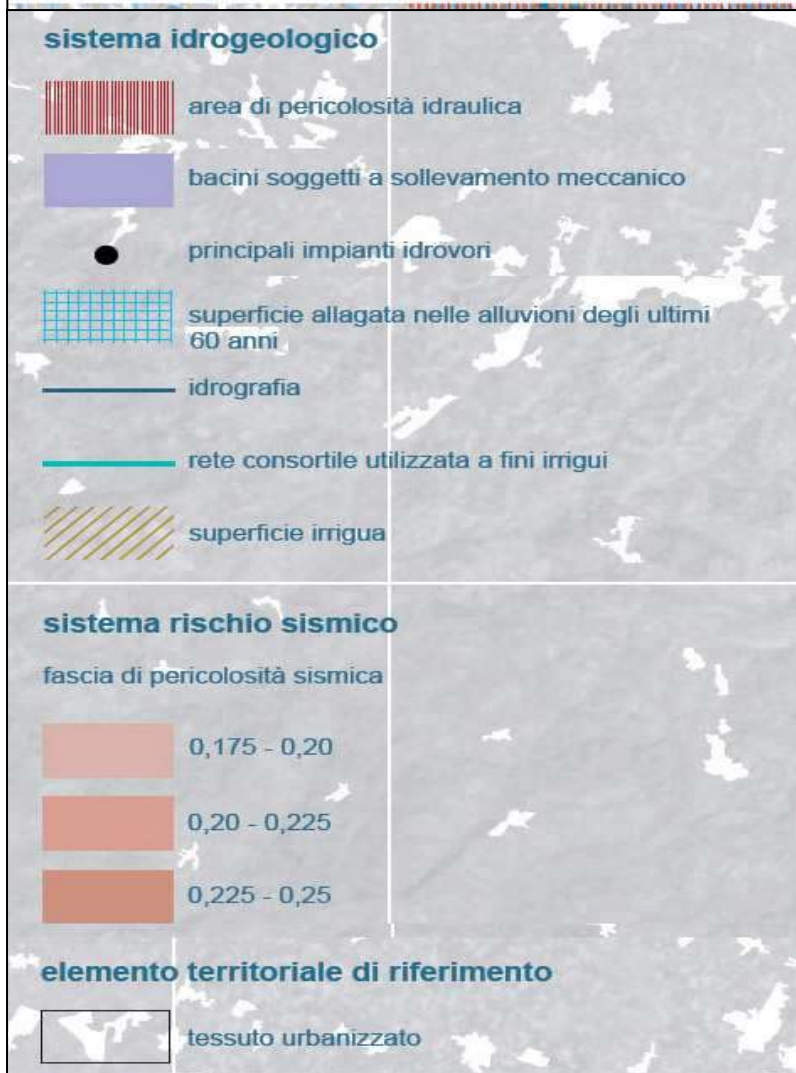 sistema idrogeologico
area di pericolosità idraulica
bacini soggetti a sollevamento meccanico
principali impianti idrovori
superficie allagata nelle alluvioni degli ultimi
60 anni
idrografia
rete consortile utilizzata a fini irrigui
superficie irrigua
sistema rischio sismico
fascia di pericolosità sismica
0,175 - 0,20
0,20 - 0,225
0,225 - 0,25
elemento territoriale di riferimento
tessuto urbanizzato